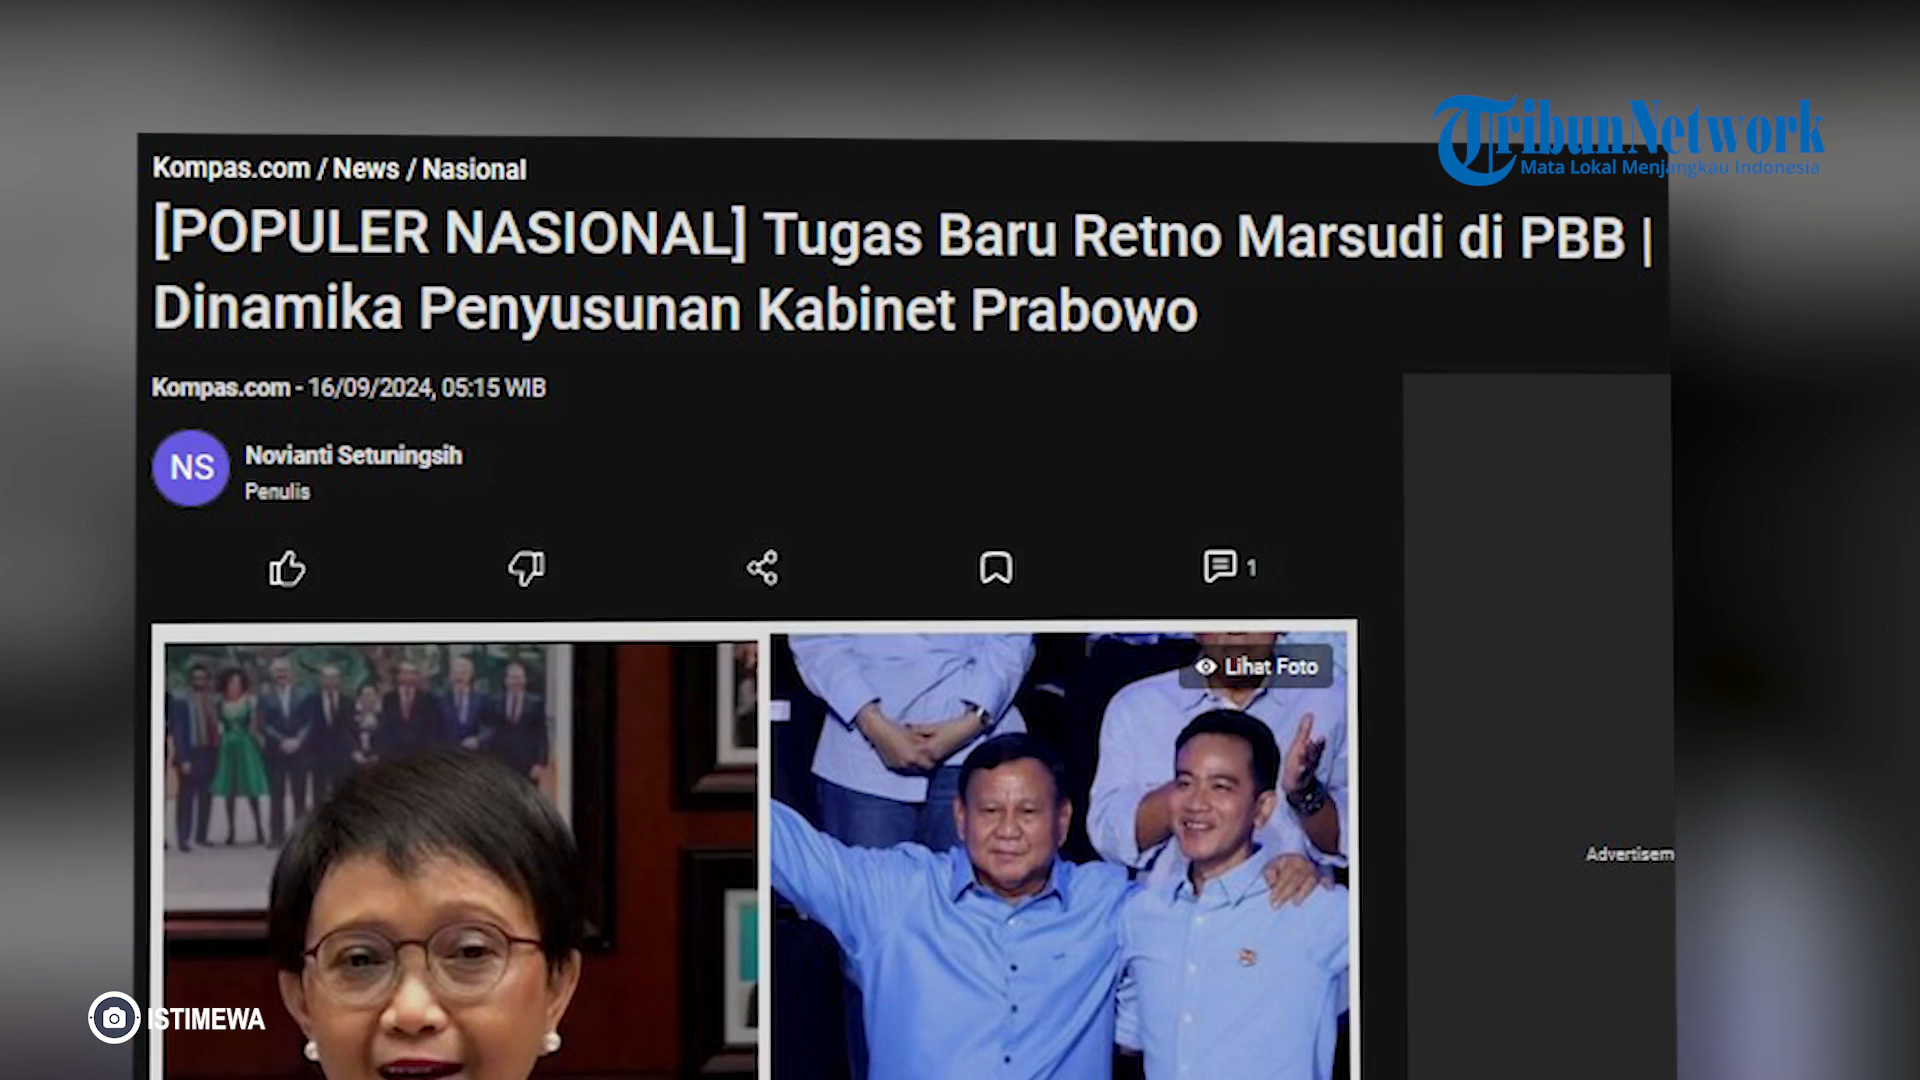 TribunNetwork
Mata Lokal Menjangkau Indonesia
Kompas.com / News / Nasional
[POPULER NASIONAL] Tugas Baru Retno Marsudi di PBB |
Dinamika Penyusunan Kabinet Prabowo
Kompas.com - 16/09/2024, 05:15 WIB
NS
Novianti Setuningsih
Penulis
1
Lihat Foto
Advertisem
ISTIMEWA